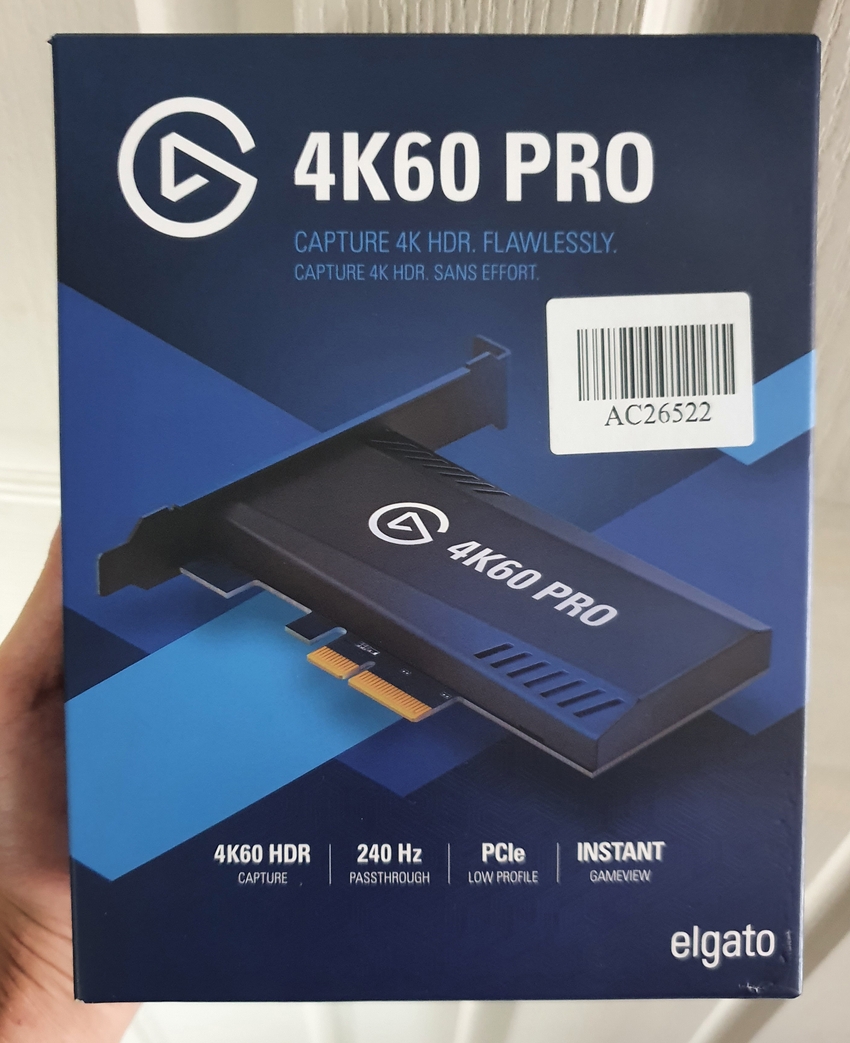 4K60 PRO
CAPTURE 4K HDR. FLAWLESSLY.
CAPTURE 4K HDR. SANS EFFORT.
AC26522
4K60 PRO
4K60 HDR
CAPTURE
240 Hz
PASSTHROUGH
PCIe
LOW PROFILE
INSTANT
GAMEVIEW
elgato